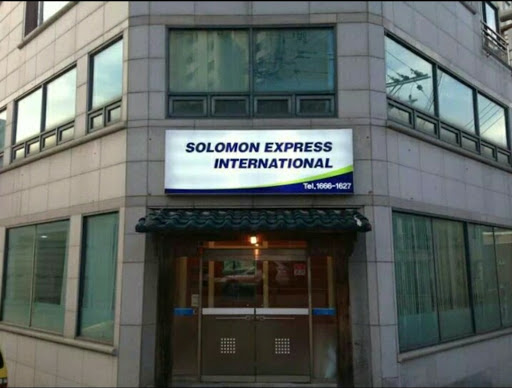 SOLOMON EXPRESS
INTERNATIONAL
Tel.1666-1627